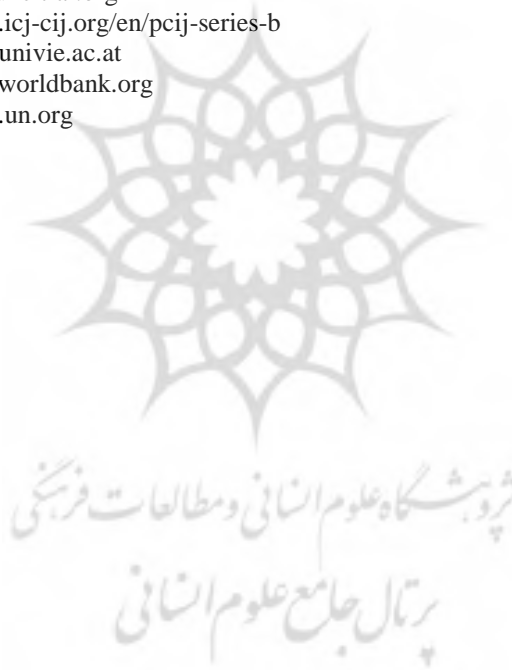 .icj-cij.org/en/pcij-series-b
univie.ac.at
worldbank.org
.un.org
پژوهشگاه علوم انسانی و مطالعات فرهنگی
پرتال جامع علوم انسانی